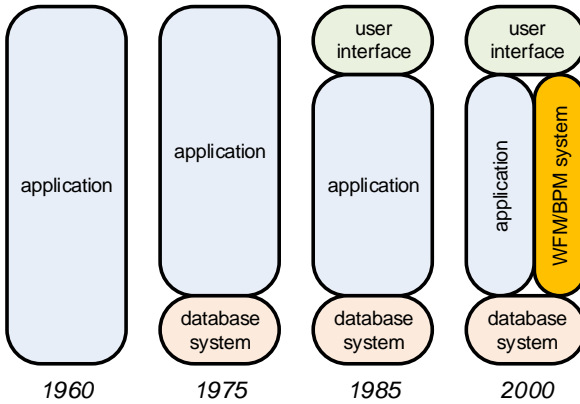 application
1960
application
database
system
1975
user
interface
application
database
system
1985
user
interface
application
WFM/BPM system
database
system
2000